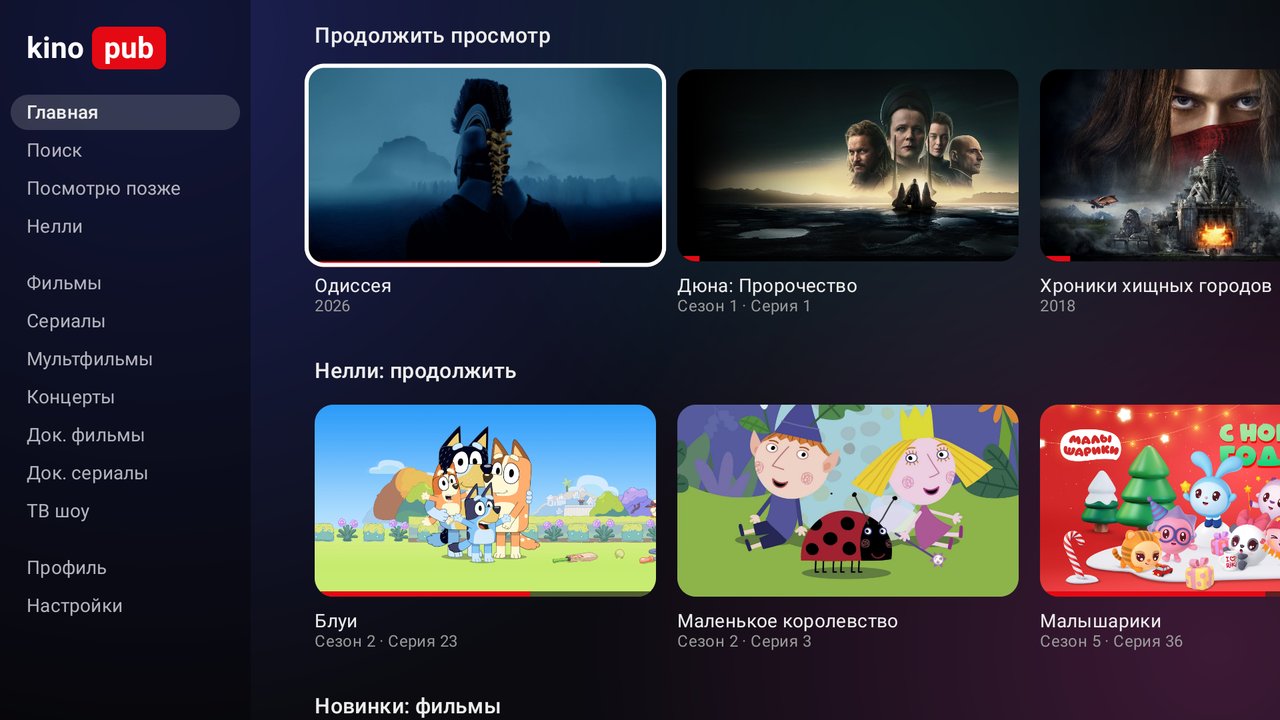 kino pub
Главная
Поиск
Посмотрю позже
Нелли
Фильмы
Сериалы
Мультфильмы
Концерты
Док. фильмы
Док. сериалы
ТВ шоу
Профиль
Настройки
Продолжить просмотр
Одиссея
2026
Дюна: Пророчество
Сезон 1 · Серия 1
Хроники хищных городов
2018
Нелли: продолжить
Блуи
Сезон 2 · Серия 23
Маленькое королевство
Сезон 2 · Серия 3
МАЛЫ
ШАРИКИ
Малышарики
Сезон 5 · Серия 36
Новинки: фильмы